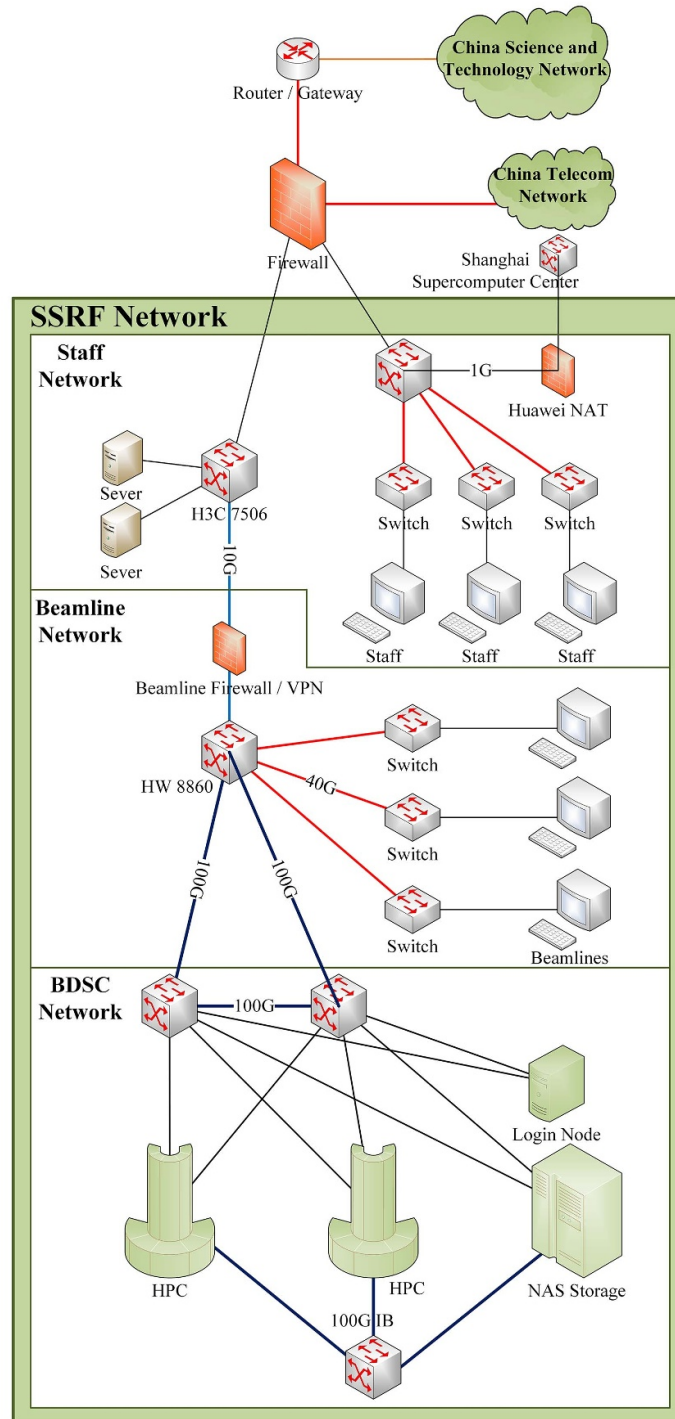 China Science and
Technology Network
Router / Gateway
China Telecom
Network
Firewall
Shanghai
Supercomputer Center
SSRF Network
Staff
Network
1G
Huawei NAT
Sever
H3C 7506
Switch
Switch
Switch
Sever
10G
Staff
Staff
Staff
Beamline
Network
Beamline Firewall / VPN
HW 8860
Switch
40G
Switch
100G
100G
Switch
Beamlines
BDSC
Network
100G
Login Node
HPC
HPC
NAS Storage
100G IB